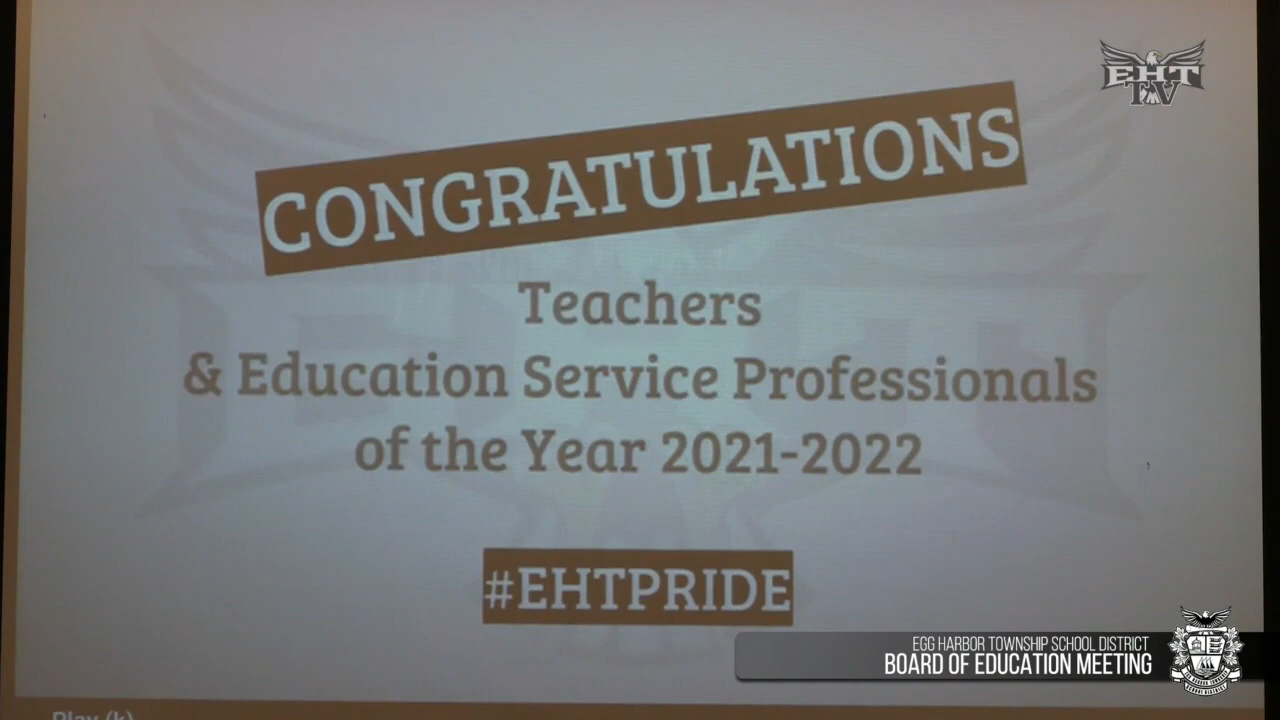 EHT
TV
CONGRATULATIONS
Teachers
& Education Service Professionals
of the Year 2021-2022
#EHTPRIDE
EGG HARBOR TOWNSHIP SCHOOL DISTRICT
BOARD OF EDUCATION MEETING
Play (k)